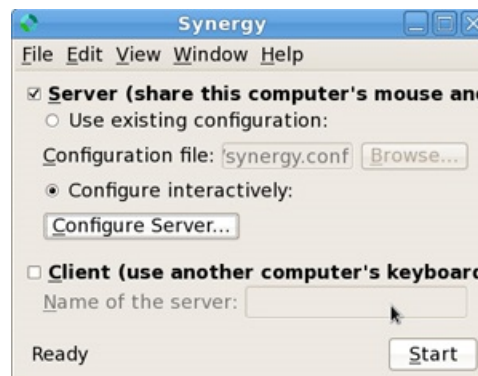 Synergy
File Edit View Window Help
Server (share this computer's mouse and
Use existing configuration:
Configuration file: 'synergy.conf Browse...
Configure interactively:
Configure Server...
Client (use another computer's keyboard
Name of the server:
Ready Start